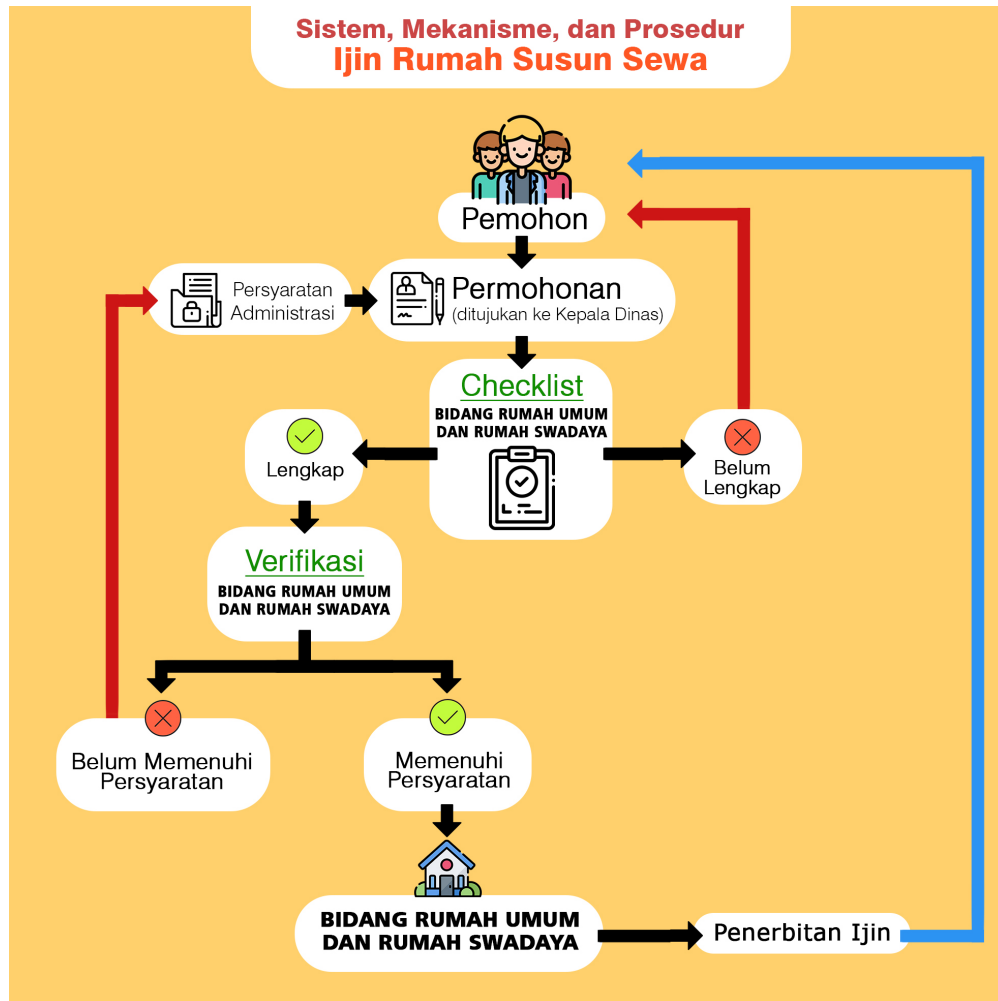 Sistem, Mekanisme, dan Prosedur
Ijin Rumah Susun Sewa
Pemohon
Persyaratan
Administrasi
Permohonan
(ditujukan ke Kepala Dinas)
Checklist
BIDANG RUMAH UMUM
DAN RUMAH SWADAYA
Lengkap
Belum
Lengkap
Verifikasi
BIDANG RUMAH UMUM
DAN RUMAH SWADAYA
Belum Memenuhi
Persyaratan
Memenuhi
Persyaratan
BIDANG RUMAH UMUM
DAN RUMAH SWADAYA
Penerbitan Ijin